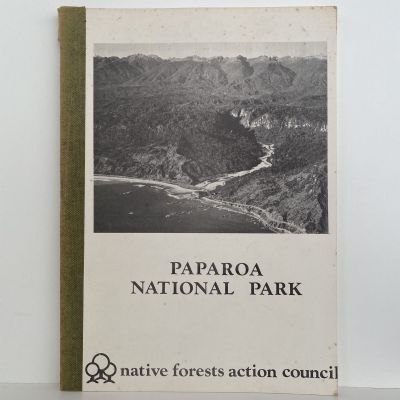 PAPAROA
NATIONAL PARK
native forests action council